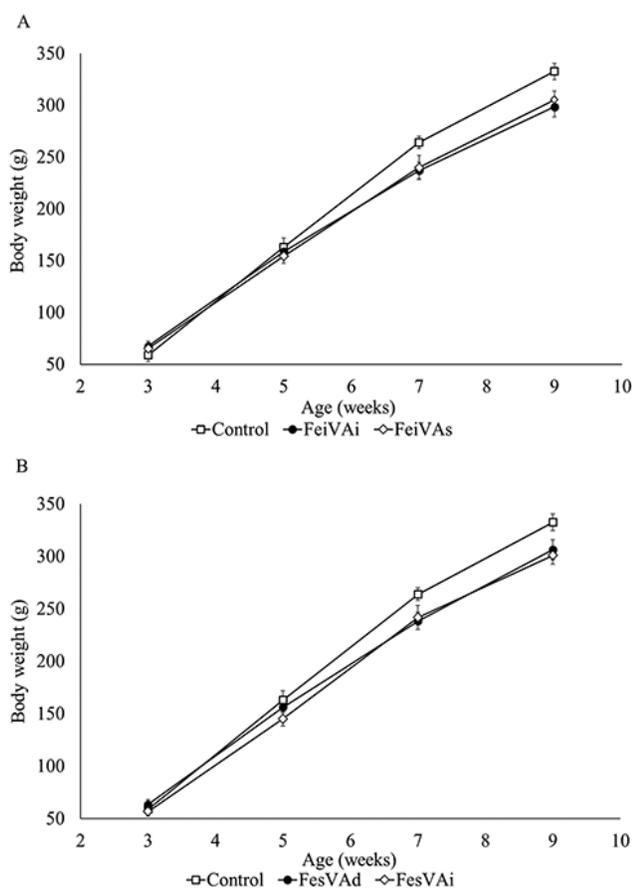 A
350
300
250
200
150
100
50
Body weight (g)
2 3 4 5 6 7 8 9 10
Age (weeks)
Control FeiVAi FeiVAs
B
350
300
250
200
150
100
50
Body weight (g)
2 3 4 5 6 7 8 9 10
Age (weeks)
Control FesVAd FesVAi